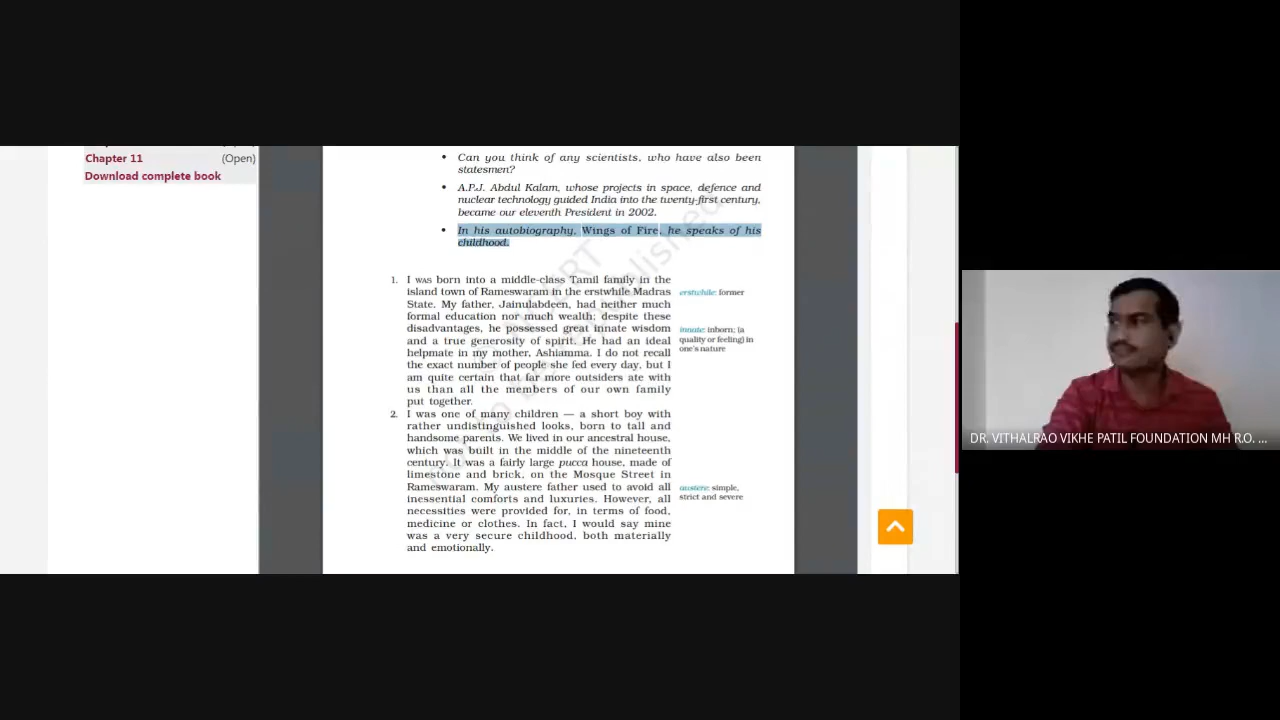 Chapter 11 (Open)
Download complete book
• Can you think of any scientists, who have also been
statesmen?
• A.P.J. Abdul Kalam, whose projects in space, defence and
nuclear technology guided India into the twenty-first century,
became our eleventh President in 2002.
• In his autobiography, Wings of Fire, he speaks of his
childhood.
1. I was born into a middle-class Tamil family in the
island town of Rameswaram in the erstwhile Madras
State. My father, Jainulabdeen, had neither much
formal education nor much wealth; despite these
disadvantages, he possessed great innate wisdom
and a true generosity of spirit. He had an ideal
helpmate in my mother, Ashiamma. I do not recall
the exact number of people she fed every day, but I
am quite certain that far more outsiders ate with
us than all the members of our own family
put together.
erstwhile: former
innate: inborn; (a
quality or feeling) in
one's nature
2. I was one of many children — a short boy with
rather undistinguished looks, born to tall and
handsome parents. We lived in our ancestral house,
which was built in the middle of the nineteenth
century. It was a fairly large pucca house, made of
limestone and brick, on the Mosque Street in
Rameswaram. My austere father used to avoid all
inessential comforts and luxuries. However, all
necessities were provided for, in terms of food,
medicine or clothes. In fact, I would say mine
was a very secure childhood, both materially
and emotionally.
austere: simple,
strict and severe
DR. VITHALRAO VIKHE PATIL FOUNDATION MH R.O. ...